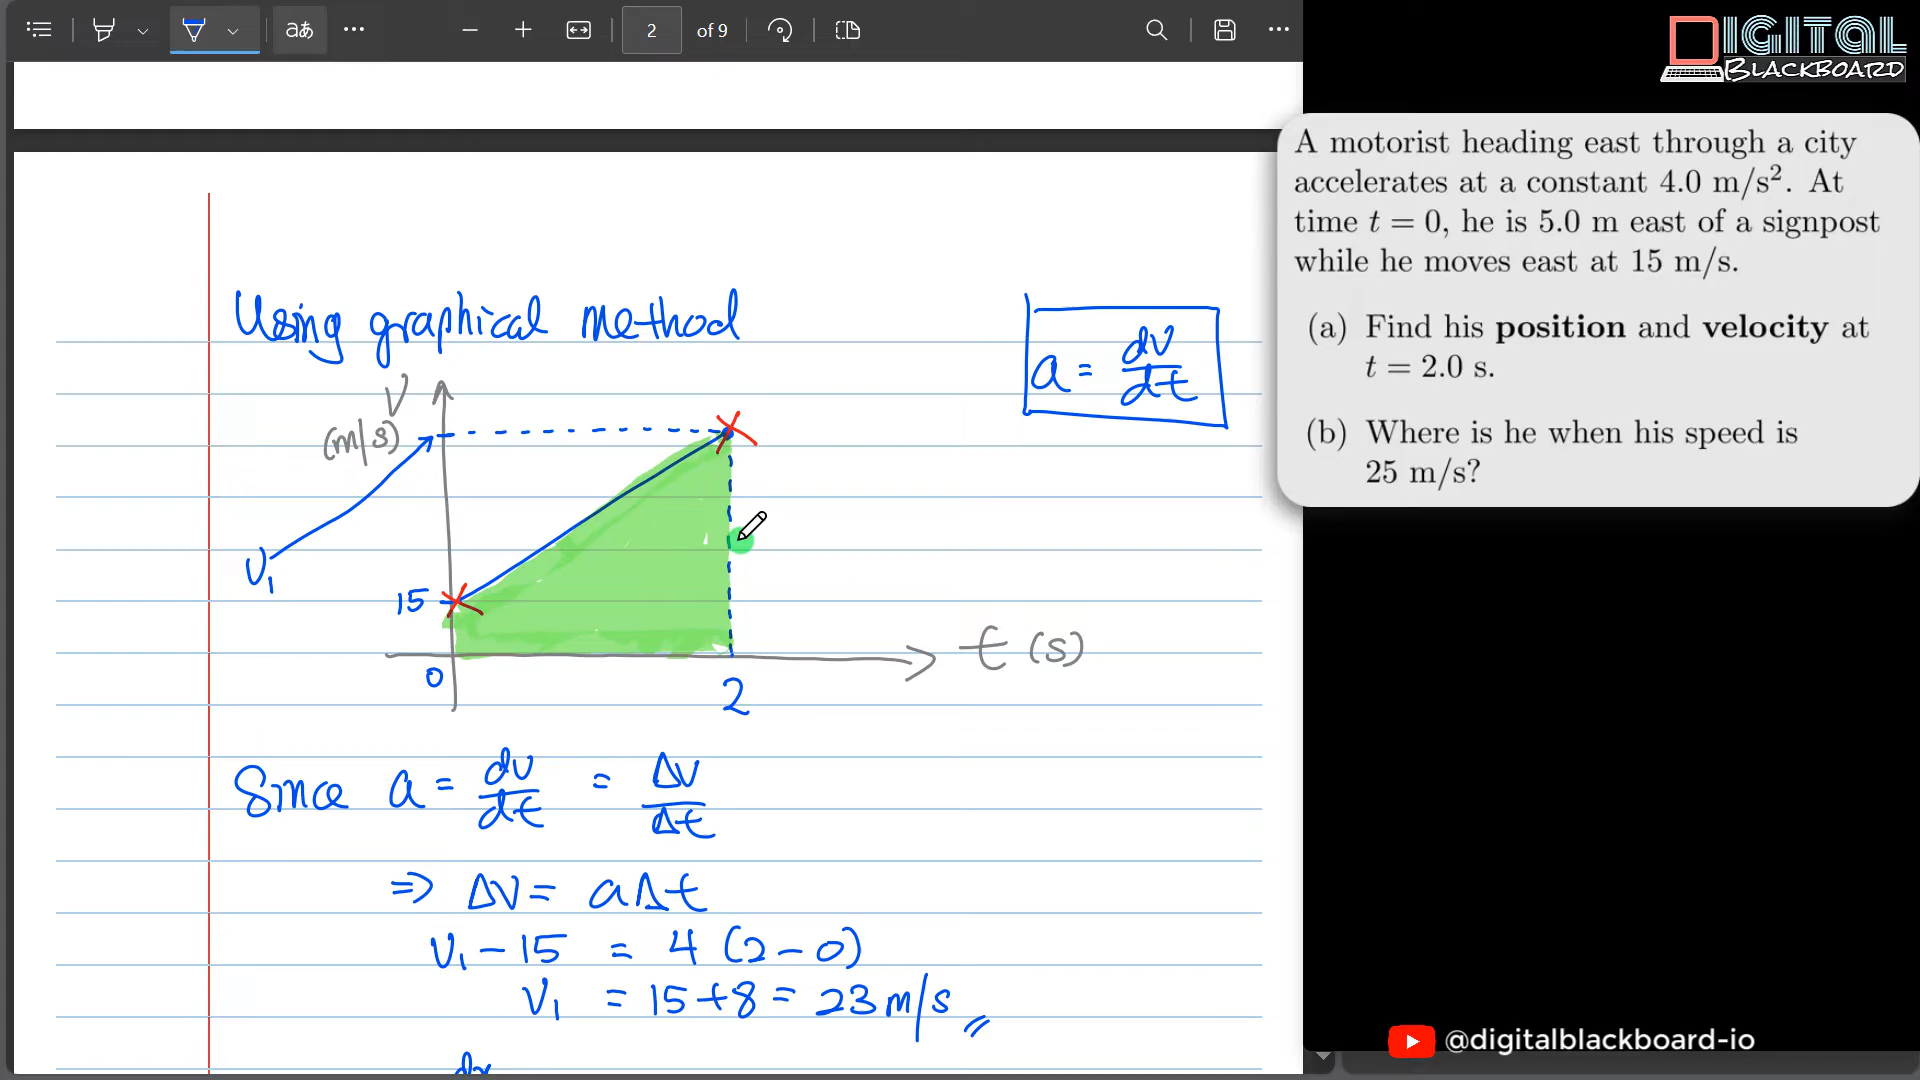 aあ
2 of 9
DIGITAL
BLACKBOARD
A motorist heading east through a city
accelerates at a constant 4.0 m/s². At
time t = 0, he is 5.0 m east of a signpost
while he moves east at 15 m/s.
(a) Find his position and velocity at
t = 2.0 s.
(b) Where is he when his speed is
25 m/s?
Using graphical method
a = dv/dt
V
(m/s)
V₁
15
0
2
t (s)
Since a = dv/dt = Δv/Δt
⇒ Δv = aΔt
V₁ − 15 = 4 (2 − 0)
V₁ = 15 + 8 = 23 m/s
@digitalblackboard-io